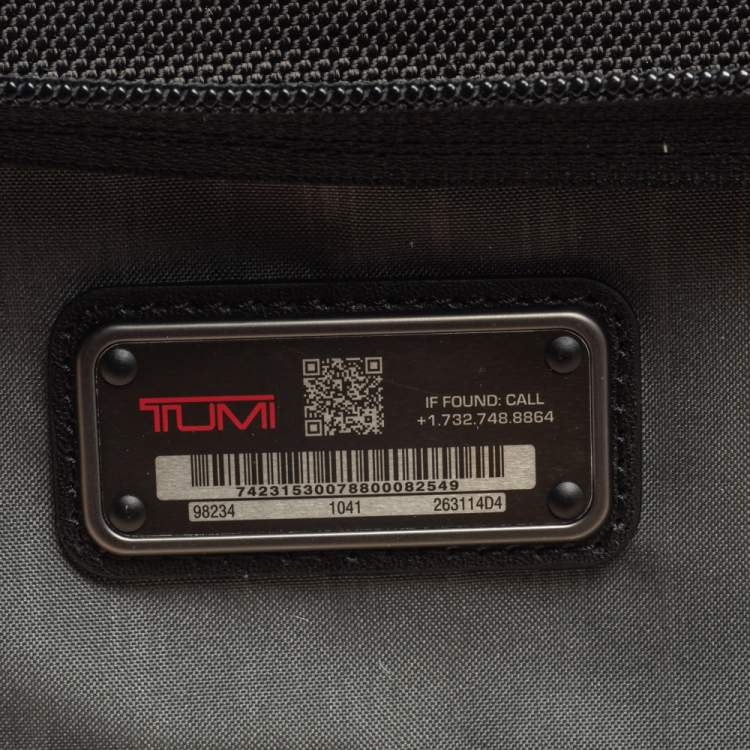 TUMI
IF FOUND: CALL
+1.732.748.8864
74231530078800082549
98234 1041 263114D4